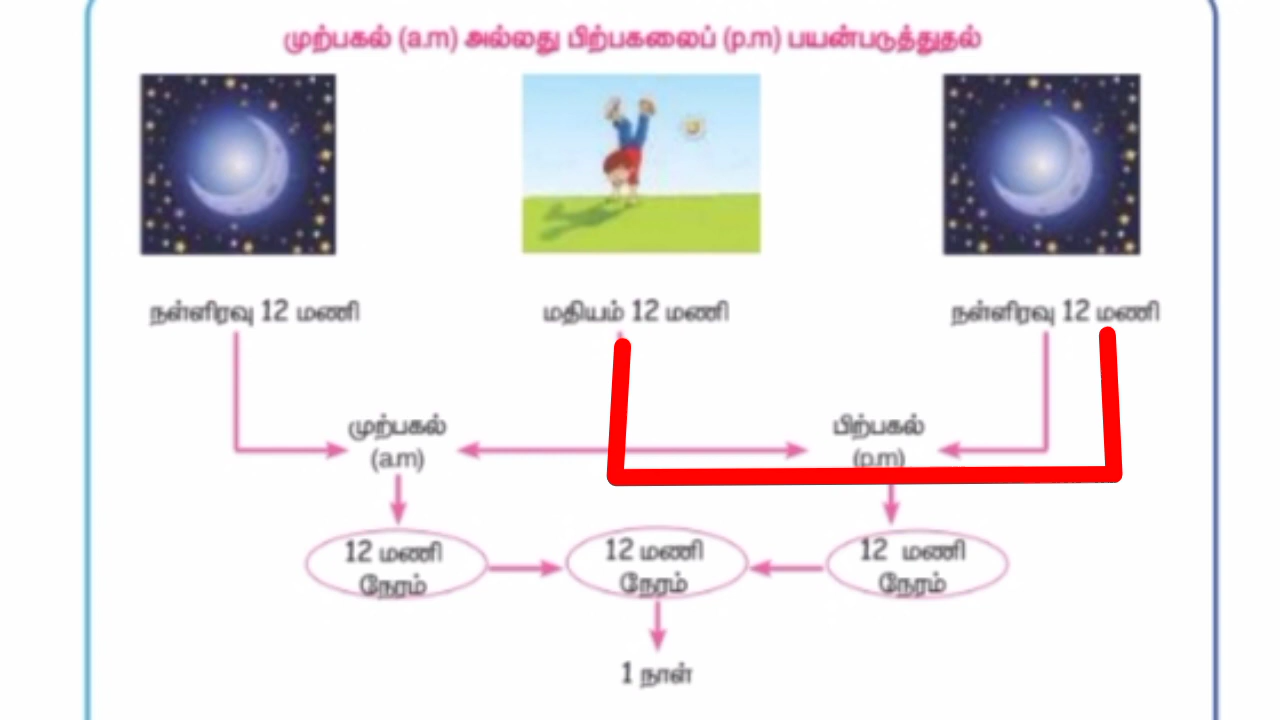 முற்பகல் (a.m) அல்லது பிற்பகலைப் (p.m) பயன்படுத்துதல்
நள்ளிரவு 12 மணி
மதியம் 12 மணி
நள்ளிரவு 12 மணி
முற்பகல்
(a.m)
பிற்பகல்
(p.m)
12 மணி
நேரம்
12 மணி
நேரம்
12 மணி
நேரம்
1 நாள்